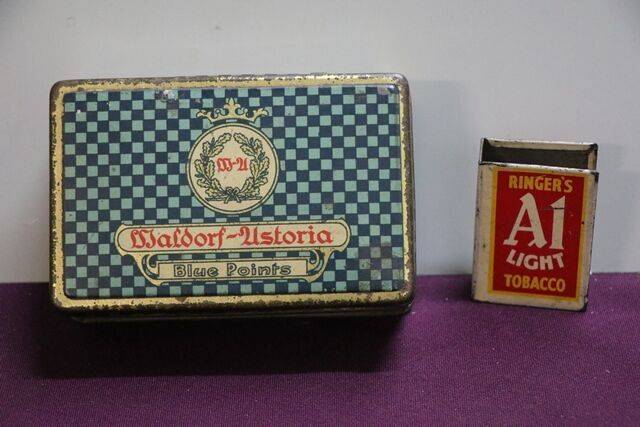 W-A
Waldorf-Astoria
Blue Points
RINGER'S
A1
LIGHT
TOBACCO